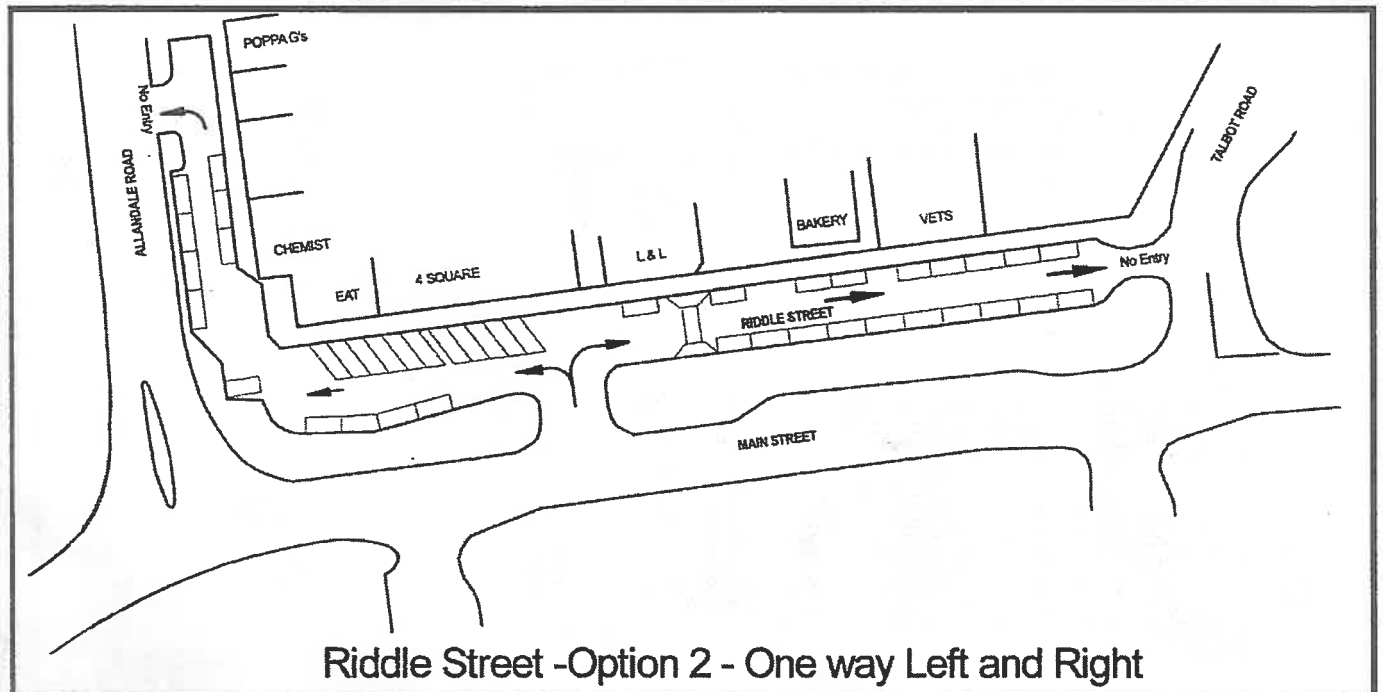 POPPAG's
No Entry
ALLANDALE ROAD
CHEMIST
EAT
4 SQUARE
L & L
BAKERY
VETS
TALBOT ROAD
No Entry
RIDDLE STREET
MAIN STREET
Riddle Street -Option 2 - One way Left and Right